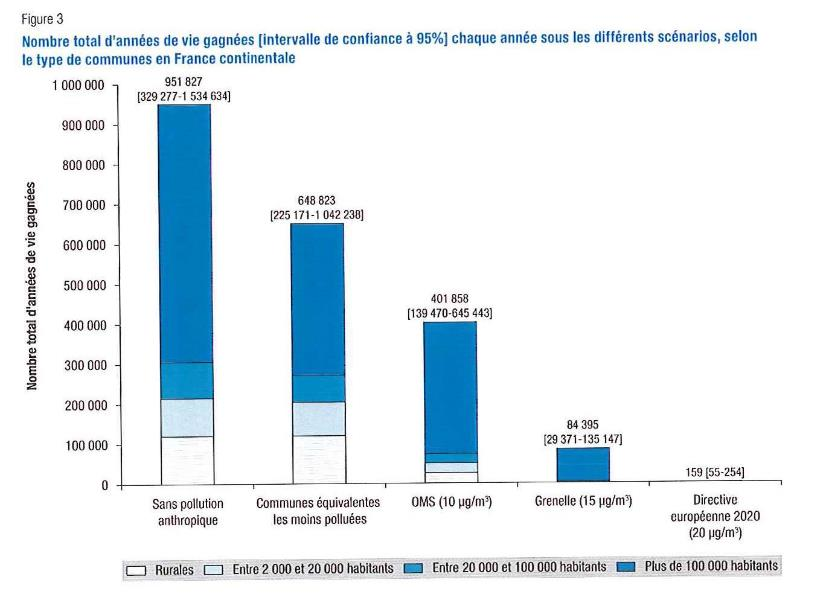 Figure 3
Nombre total d'années de vie gagnées [intervalle de confiance à 95%] chaque année sous les différents scénarios, selon
le type de communes en France continentale
Nombre total d'années de vie gagnées
1 000 000
900 000
800 000
700 000
600 000
500 000
400 000
300 000
200 000
100 000
0
951 827
[329 277-1 534 634]
648 823
[225 171-1 042 238]
401 858
[139 470-645 443]
84 395
[29 371-135 147]
159 [55-254]
Sans pollution
anthropique
Communes équivalentes
les moins polluées
OMS (10 µg/m³)
Grenelle (15 µg/m³)
Directive
européenne 2020
(20 µg/m³)
Rurales
Entre 2 000 et 20 000 habitants
Entre 20 000 et 100 000 habitants
Plus de 100 000 habitants